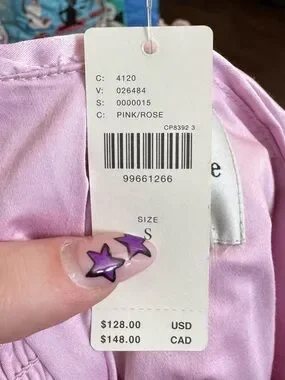 C: 4120
V: 026484
S: 0000015
C: PINK/ROSE
CP8392 3
99661266
e
SIZE
S
$128.00 USD
$148.00 CAD